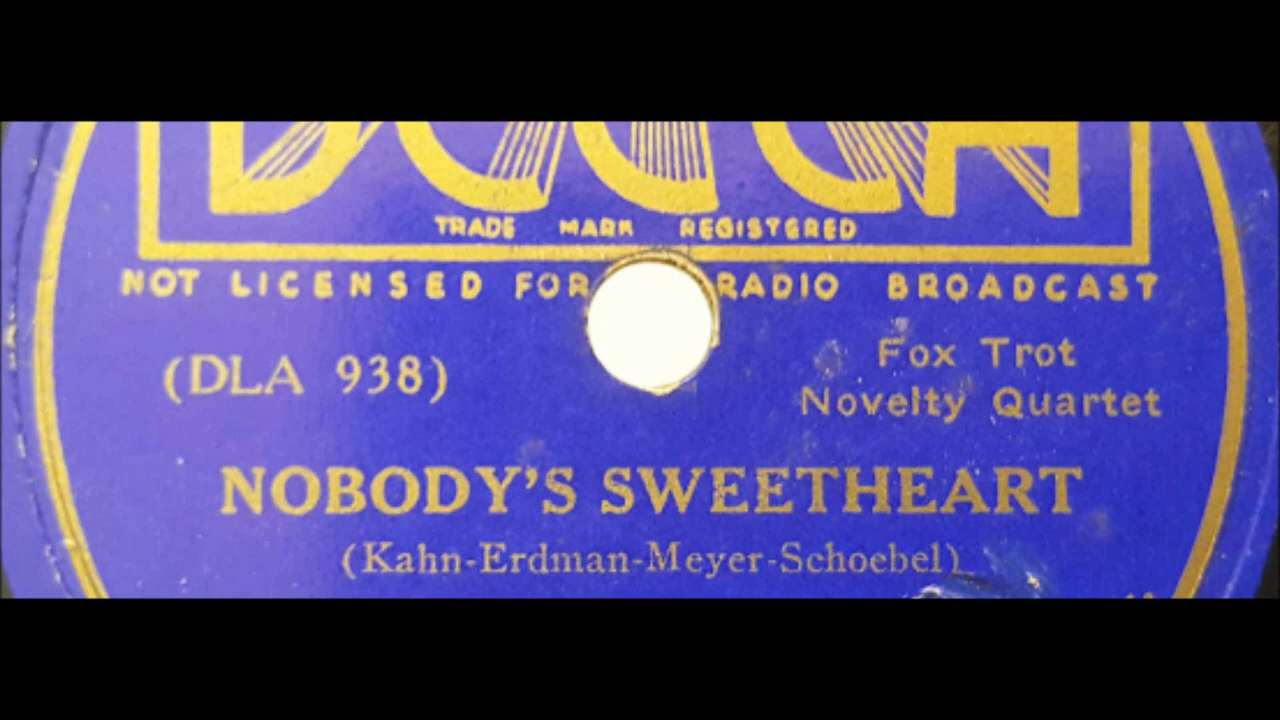 DECCA
TRADE MARK REGISTERED
NOT LICENSED FOR RADIO BROADCAST
(DLA 938)
Fox Trot
Novelty Quartet
NOBODY'S SWEETHEART
(Kahn-Erdman-Meyer-Schoebel)